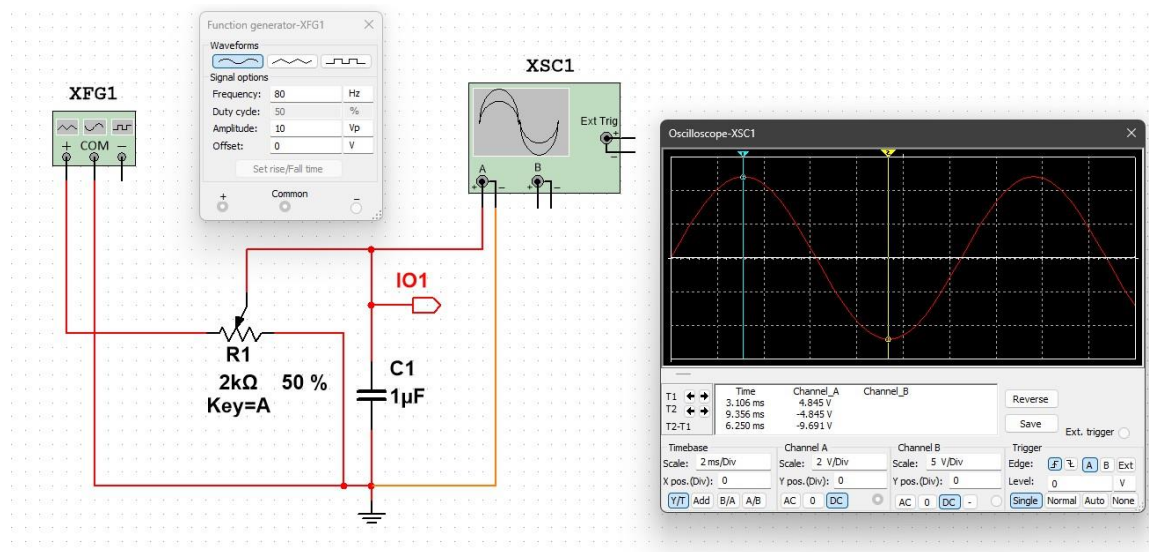 Function generator-XFG1
Waveforms
Signal options
Frequency: 80 Hz
Duty cycle: 50 %
Amplitude: 10 Vp
Offset: 0 V
Set rise/Fall time
+ Common −
XFG1
+ COM −
XSC1
Ext Trig
+
−
A B
+ − + −
IO1
R1
2kΩ 50 %
Key=A
C1
1µF
Oscilloscope-XSC1
1 2
Time Channel_A Channel_B
T1 3.106 ms 4.845 V
T2 9.356 ms -4.845 V
T2-T1 6.250 ms -9.691 V
Reverse
Save
Ext. trigger
Timebase
Scale: 2 ms/Div
X pos.(Div): 0
Y/T Add B/A A/B
Channel A
Scale: 2 V/Div
Y pos.(Div): 0
AC 0 DC
Channel B
Scale: 5 V/Div
Y pos.(Div): 0
AC 0 DC -
Trigger
Edge: A B Ext
Level: 0 V
Single Normal Auto None